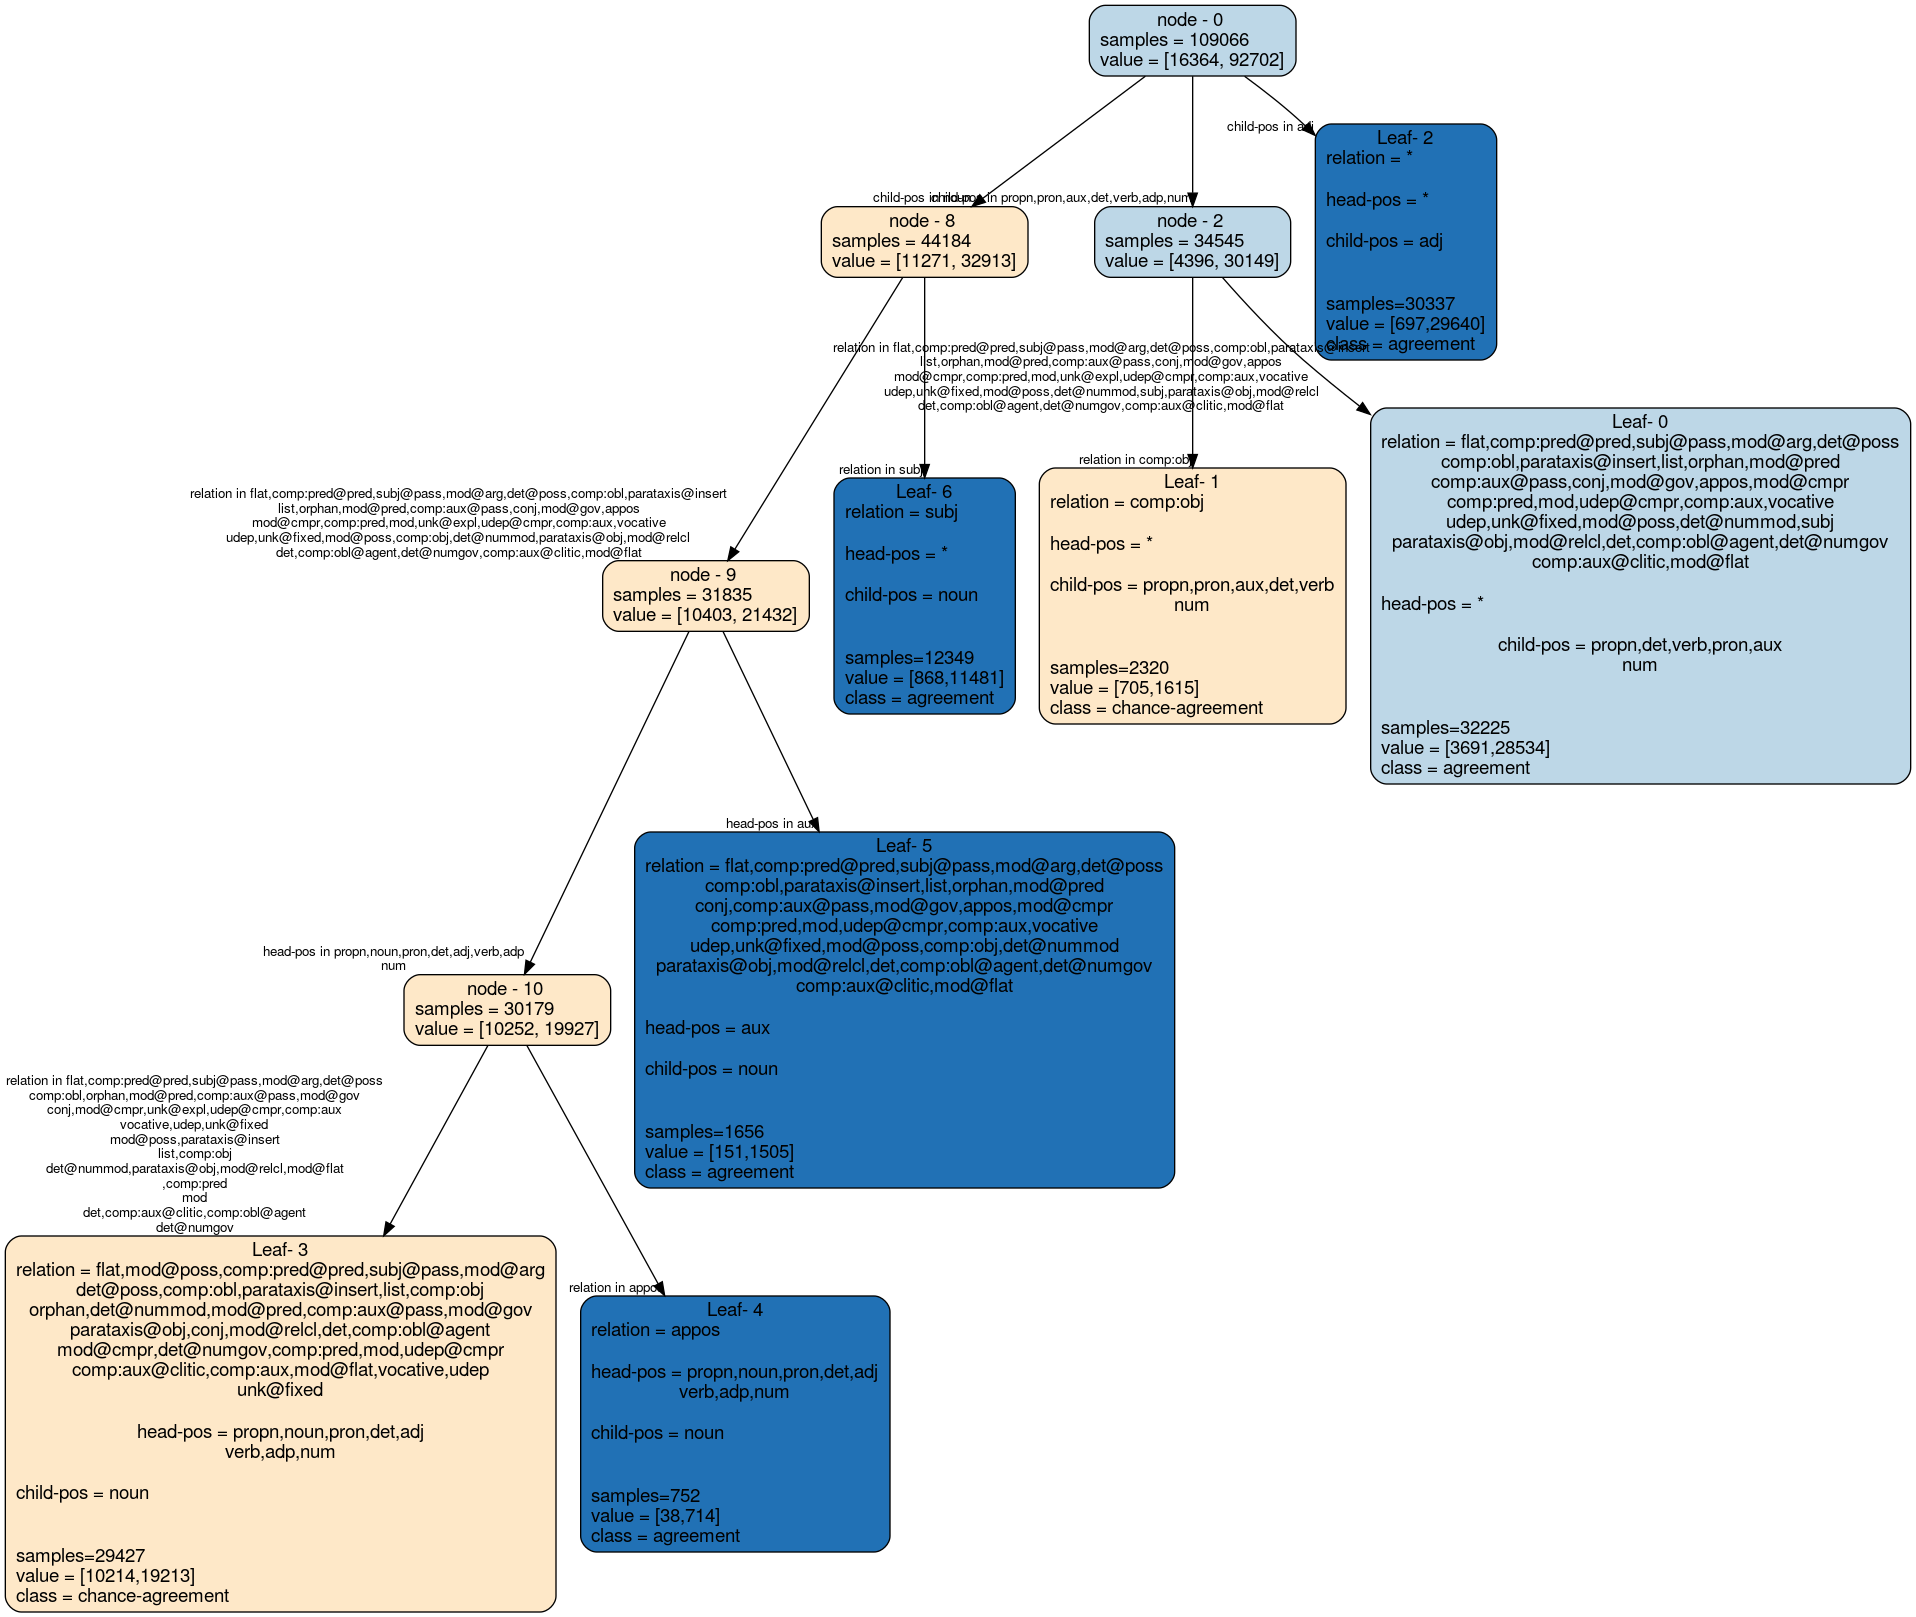 node - 0
samples = 109066
value = [16364, 92702]
child-pos in adj
Leaf- 2
relation = *
head-pos = *
child-pos = adj
samples=30337
value = [697,29640]
class = agreement
child-pos in noun
child-pos in propn,pron,aux,det,verb,adp,num
node - 8
samples = 44184
value = [11271, 32913]
node - 2
samples = 34545
value = [4396, 30149]
relation in flat,comp:pred@pred,subj@pass,mod@arg,det@poss,comp:obl,parataxis@insert
list,orphan,mod@pred,comp:aux@pass,conj,mod@gov,appos
mod@cmpr,comp:pred,mod,unk@expl,udep@cmpr,comp:aux,vocative
udep,unk@fixed,mod@poss,det@nummod,subj,parataxis@obj,mod@relcl
det,comp:obl@agent,det@numgov,comp:aux@clitic,mod@flat
Leaf- 0
relation = flat,comp:pred@pred,subj@pass,mod@arg,det@poss
comp:obl,parataxis@insert,list,orphan,mod@pred
comp:aux@pass,conj,mod@gov,appos,mod@cmpr
comp:pred,mod,udep@cmpr,comp:aux,vocative
udep,unk@fixed,mod@poss,det@nummod,subj
parataxis@obj,mod@relcl,det,comp:obl@agent,det@numgov
comp:aux@clitic,mod@flat
head-pos = *
child-pos = propn,det,verb,pron,aux
num
samples=32225
value = [3691,28534]
class = agreement
relation in comp:obj
Leaf- 1
relation = comp:obj
head-pos = *
child-pos = propn,pron,aux,det,verb
num
samples=2320
value = [705,1615]
class = chance-agreement
relation in subj
Leaf- 6
relation = subj
head-pos = *
child-pos = noun
samples=12349
value = [868,11481]
class = agreement
relation in flat,comp:pred@pred,subj@pass,mod@arg,det@poss,comp:obl,parataxis@insert
list,orphan,mod@pred,comp:aux@pass,conj,mod@gov,appos
mod@cmpr,comp:pred,mod,unk@expl,udep@cmpr,comp:aux,vocative
udep,unk@fixed,mod@poss,comp:obj,det@nummod,parataxis@obj,mod@relcl
det,comp:obl@agent,det@numgov,comp:aux@clitic,mod@flat
node - 9
samples = 31835
value = [10403, 21432]
head-pos in aux
Leaf- 5
relation = flat,comp:pred@pred,subj@pass,mod@arg,det@poss
comp:obl,parataxis@insert,list,orphan,mod@pred
conj,comp:aux@pass,mod@gov,appos,mod@cmpr
comp:pred,mod,udep@cmpr,comp:aux,vocative
udep,unk@fixed,mod@poss,comp:obj,det@nummod
parataxis@obj,mod@relcl,det,comp:obl@agent,det@numgov
comp:aux@clitic,mod@flat
head-pos = aux
child-pos = noun
samples=1656
value = [151,1505]
class = agreement
head-pos in propn,noun,pron,det,adj,verb,adp
num
node - 10
samples = 30179
value = [10252, 19927]
relation in flat,comp:pred@pred,subj@pass,mod@arg,det@poss
comp:obl,orphan,mod@pred,comp:aux@pass,mod@gov
conj,mod@cmpr,unk@expl,udep@cmpr,comp:aux
vocative,udep,unk@fixed
mod@poss,parataxis@insert
list,comp:obj
det@nummod,parataxis@obj,mod@relcl,mod@flat
,comp:pred
mod
det,comp:aux@clitic,comp:obl@agent
det@numgov
Leaf- 3
relation = flat,mod@poss,comp:pred@pred,subj@pass,mod@arg
det@poss,comp:obl,parataxis@insert,list,comp:obj
orphan,det@nummod,mod@pred,comp:aux@pass,mod@gov
parataxis@obj,conj,mod@relcl,det,comp:obl@agent
mod@cmpr,det@numgov,comp:pred,mod,udep@cmpr
comp:aux@clitic,comp:aux,mod@flat,vocative,udep
unk@fixed
head-pos = propn,noun,pron,det,adj
verb,adp,num
child-pos = noun
samples=29427
value = [10214,19213]
class = chance-agreement
relation in appos
Leaf- 4
relation = appos
head-pos = propn,noun,pron,det,adj
verb,adp,num
child-pos = noun
samples=752
value = [38,714]
class = agreement